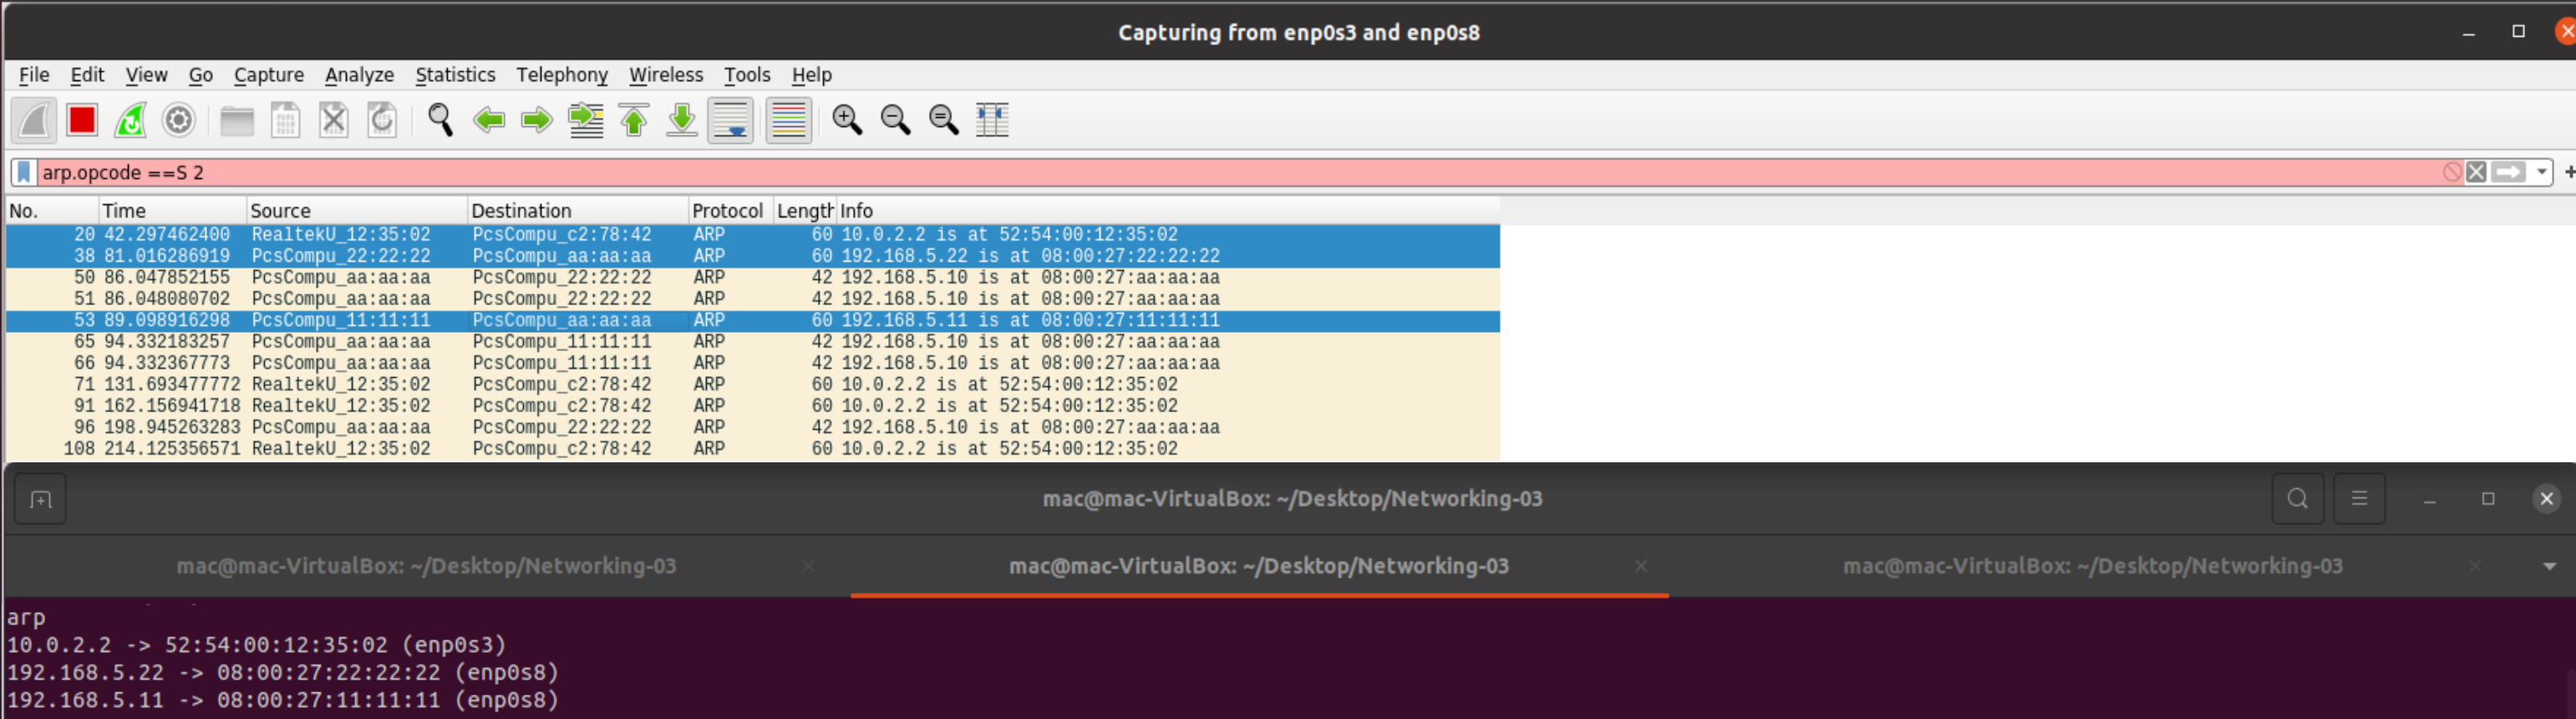 Capturing from enp0s3 and enp0s8
File Edit View Go Capture Analyze Statistics Telephony Wireless Tools Help
arp.opcode ==S 2
No. Time Source Destination Protocol Length Info
20 42.297462400 RealtekU_12:35:02 PcsCompu_c2:78:42 ARP 60 10.0.2.2 is at 52:54:00:12:35:02
38 81.016286919 PcsCompu_22:22:22 PcsCompu_aa:aa:aa ARP 60 192.168.5.22 is at 08:00:27:22:22:22
50 86.047852155 PcsCompu_aa:aa:aa PcsCompu_22:22:22 ARP 42 192.168.5.10 is at 08:00:27:aa:aa:aa
51 86.048080702 PcsCompu_aa:aa:aa PcsCompu_22:22:22 ARP 42 192.168.5.10 is at 08:00:27:aa:aa:aa
53 89.098916298 PcsCompu_11:11:11 PcsCompu_aa:aa:aa ARP 60 192.168.5.11 is at 08:00:27:11:11:11
65 94.332183257 PcsCompu_aa:aa:aa PcsCompu_11:11:11 ARP 42 192.168.5.10 is at 08:00:27:aa:aa:aa
66 94.332367773 PcsCompu_aa:aa:aa PcsCompu_11:11:11 ARP 42 192.168.5.10 is at 08:00:27:aa:aa:aa
71 131.693477772 RealtekU_12:35:02 PcsCompu_c2:78:42 ARP 60 10.0.2.2 is at 52:54:00:12:35:02
91 162.156941718 RealtekU_12:35:02 PcsCompu_c2:78:42 ARP 60 10.0.2.2 is at 52:54:00:12:35:02
96 198.945263283 PcsCompu_aa:aa:aa PcsCompu_22:22:22 ARP 42 192.168.5.10 is at 08:00:27:aa:aa:aa
108 214.125356571 RealtekU_12:35:02 PcsCompu_c2:78:42 ARP 60 10.0.2.2 is at 52:54:00:12:35:02
mac@mac-VirtualBox: ~/Desktop/Networking-03
mac@mac-VirtualBox: ~/Desktop/Networking-03 mac@mac-VirtualBox: ~/Desktop/Networking-03 mac@mac-VirtualBox: ~/Desktop/Networking-03
arp
10.0.2.2 -> 52:54:00:12:35:02 (enp0s3)
192.168.5.22 -> 08:00:27:22:22:22 (enp0s8)
192.168.5.11 -> 08:00:27:11:11:11 (enp0s8)